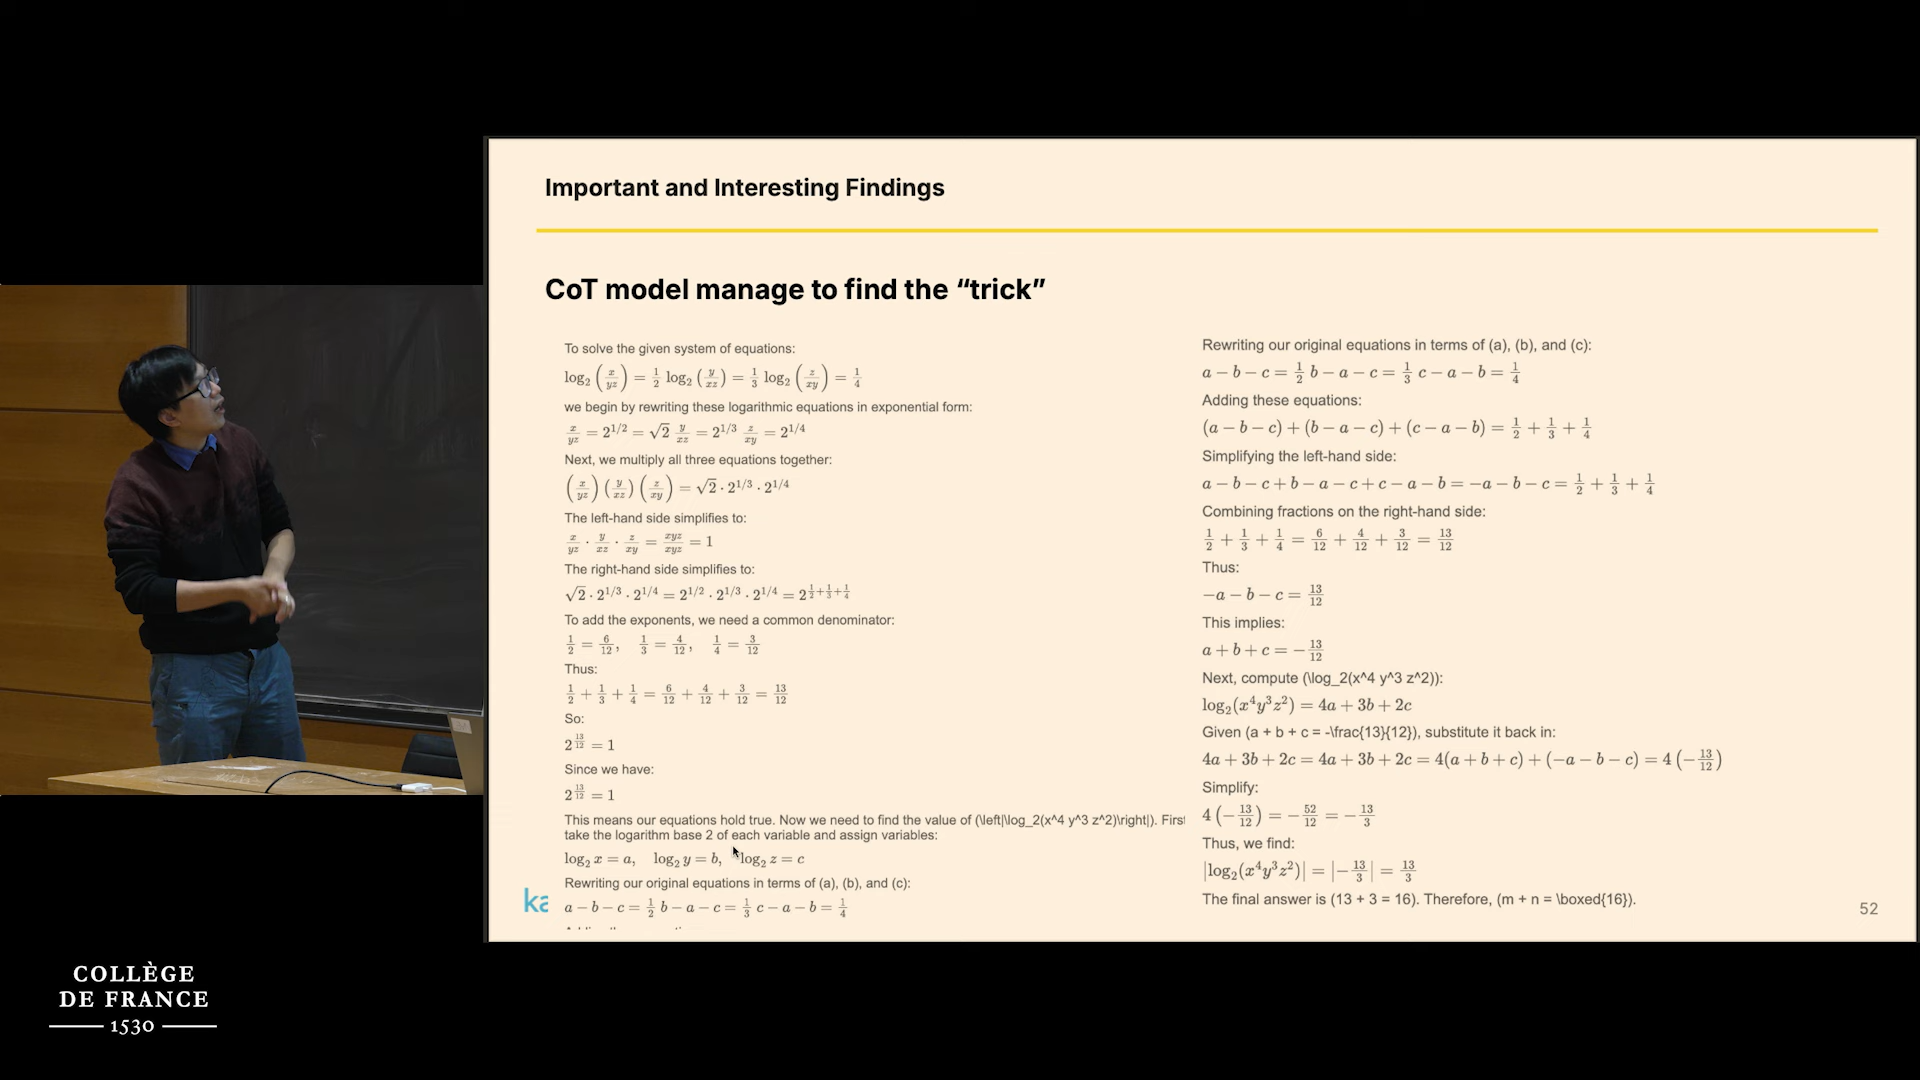 Important and Interesting Findings
CoT model manage to find the “trick”
To solve the given system of equations:
log₂ (x/yz) = 1/2 log₂ (y/xz) = 1/3 log₂ (z/xy) = 1/4
we begin by rewriting these logarithmic equations in exponential form:
x/yz = 2^{1/2} = √2 y/xz = 2^{1/3} z/xy = 2^{1/4}
Next, we multiply all three equations together:
(x/yz) (y/xz) (z/xy) = √2 · 2^{1/3} · 2^{1/4}
The left-hand side simplifies to:
x/yz · y/xz · z/xy = xyz/xyz = 1
The right-hand side simplifies to:
√2 · 2^{1/3} · 2^{1/4} = 2^{1/2} · 2^{1/3} · 2^{1/4} = 2^{1/2+1/3+1/4}
To add the exponents, we need a common denominator:
1/2 = 6/12, 1/3 = 4/12, 1/4 = 3/12
Thus:
1/2 + 1/3 + 1/4 = 6/12 + 4/12 + 3/12 = 13/12
So:
2^{13/12} = 1
Since we have:
2^{13/12} = 1
This means our equations hold true. Now we need to find the value of (\left|\log_2(x^4 y^3 z^2)\right|). First
take the logarithm base 2 of each variable and assign variables:
log₂ x = a, log₂ y = b, log₂ z = c
Rewriting our original equations in terms of (a), (b), and (c):
a − b − c = 1/2 b − a − c = 1/3 c − a − b = 1/4
Rewriting our original equations in terms of (a), (b), and (c):
a − b − c = 1/2 b − a − c = 1/3 c − a − b = 1/4
Adding these equations:
(a − b − c) + (b − a − c) + (c − a − b) = 1/2 + 1/3 + 1/4
Simplifying the left-hand side:
a − b − c + b − a − c + c − a − b = −a − b − c = 1/2 + 1/3 + 1/4
Combining fractions on the right-hand side:
1/2 + 1/3 + 1/4 = 6/12 + 4/12 + 3/12 = 13/12
Thus:
−a − b − c = 13/12
This implies:
a + b + c = −13/12
Next, compute (\log_2(x^4 y^3 z^2)):
log₂(x⁴y³z²) = 4a + 3b + 2c
Given (a + b + c = -\frac{13}{12}), substitute it back in:
4a + 3b + 2c = 4a + 3b + 2c = 4(a + b + c) + (−a − b − c) = 4 (−13/12)
Simplify:
4 (−13/12) = −52/12 = −13/3
Thus, we find:
|log₂(x⁴y³z²)| = |−13/3| = 13/3
The final answer is (13 + 3 = 16). Therefore, (m + n = \boxed{16}).
52
COLLÈGE
DE FRANCE
1530